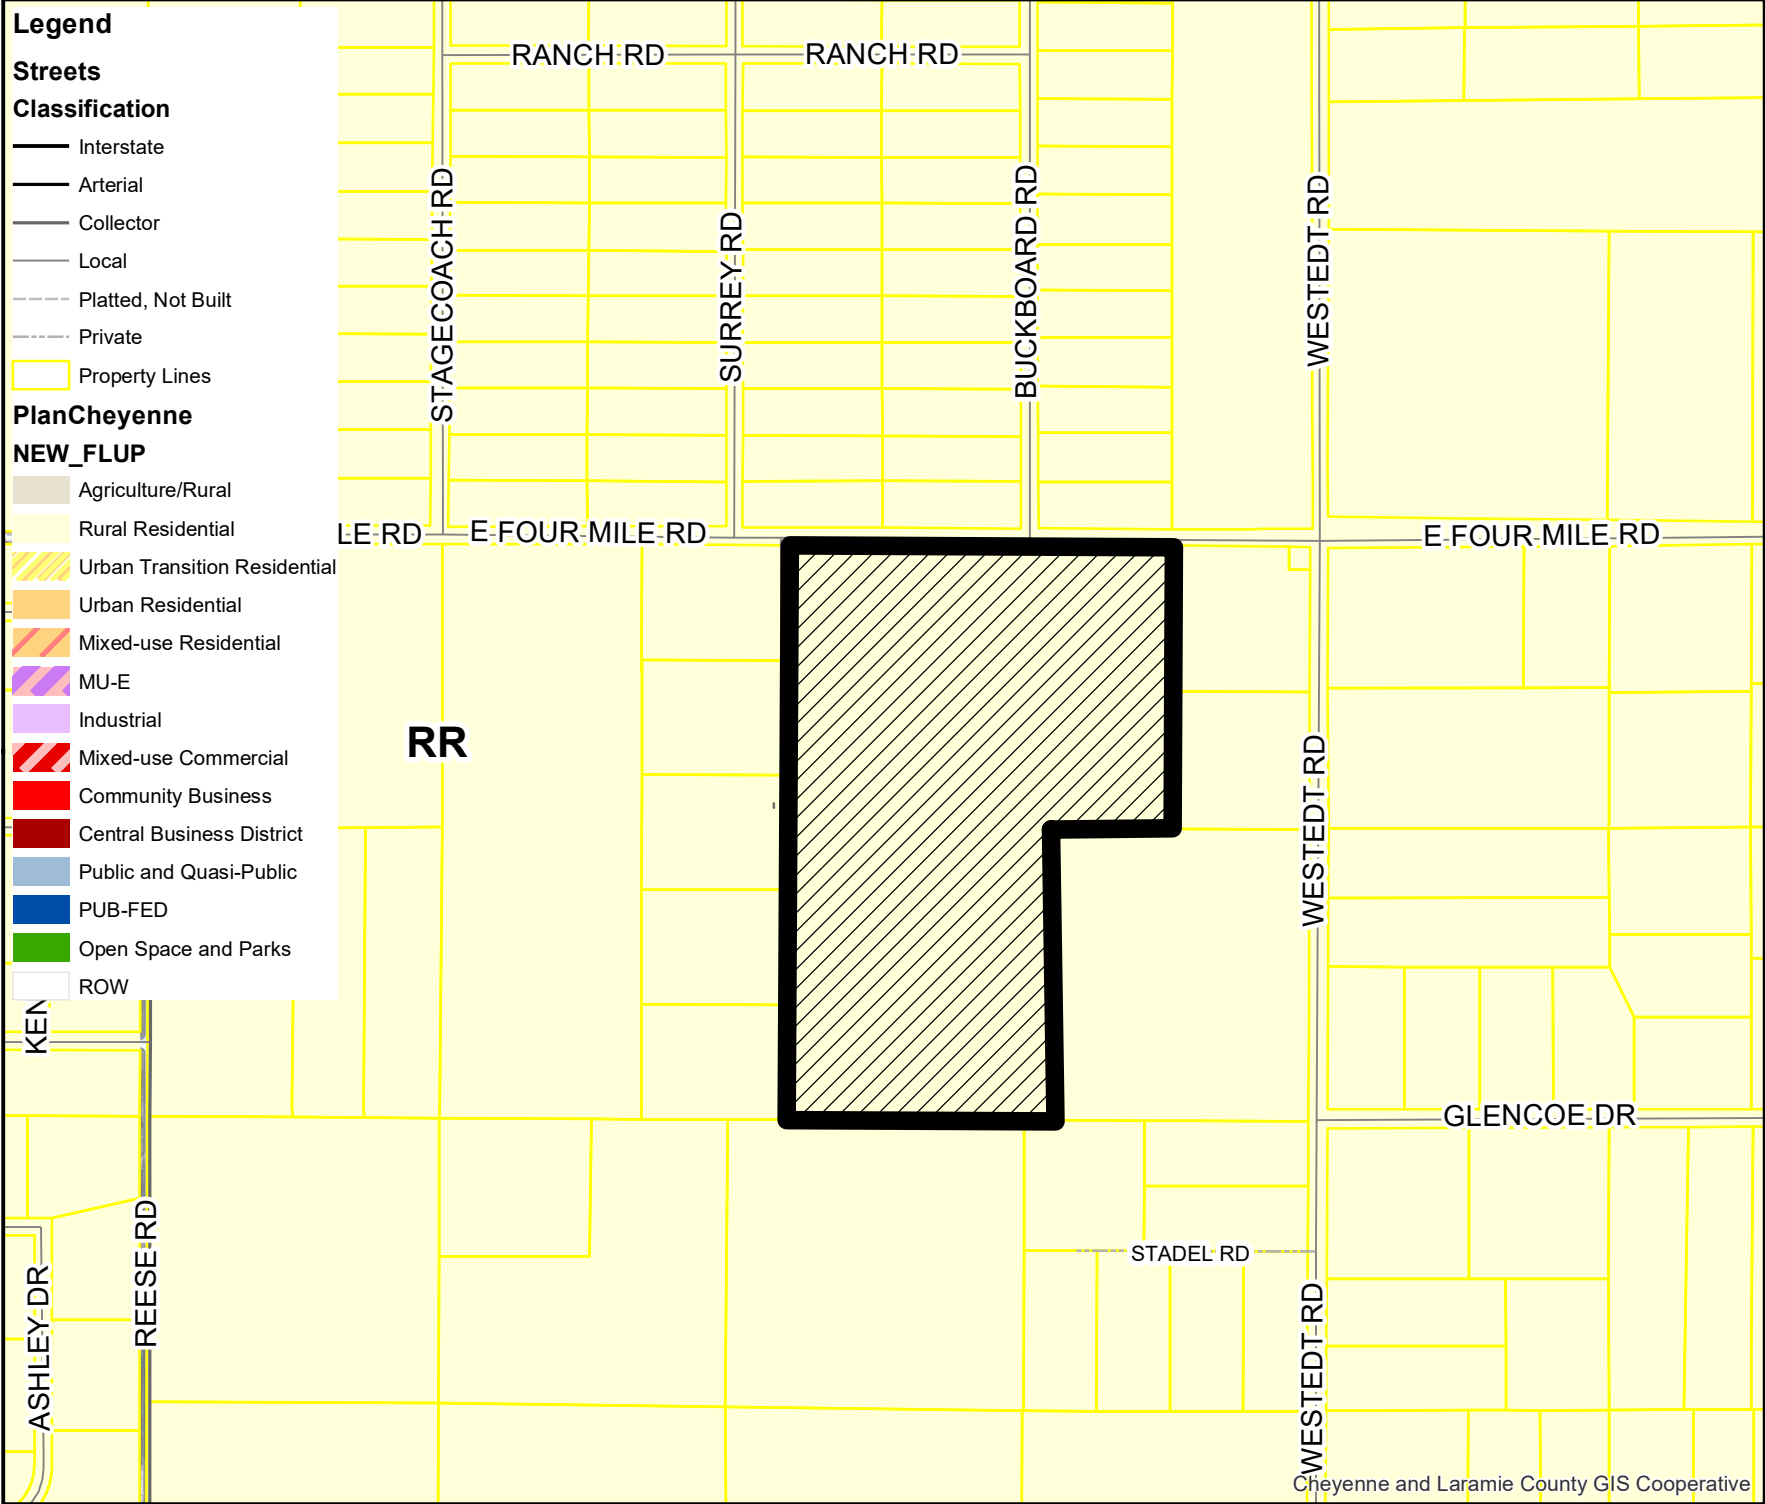 Legend
Streets
Classification
Interstate
Arterial
Collector
Local
Platted, Not Built
Private
Property Lines
PlanCheyenne
NEW_FLUP
Agriculture/Rural
Rural Residential
Urban Transition Residential
Urban Residential
Mixed-use Residential
MU-E
Industrial
Mixed-use Commercial
Community Business
Central Business District
Public and Quasi-Public
PUB-FED
Open Space and Parks
ROW
RANCH RD
RANCH RD
STAGECOACH RD
SURREY RD
BUCKBOARD RD
WESTEDT RD
LE RD
E FOUR MILE RD
E FOUR MILE RD
RR
WESTEDT RD
KEN
GLENCOE DR
REESE RD
STADEL RD
ASHLEY DR
WESTEDT RD
Cheyenne and Laramie County GIS Cooperative